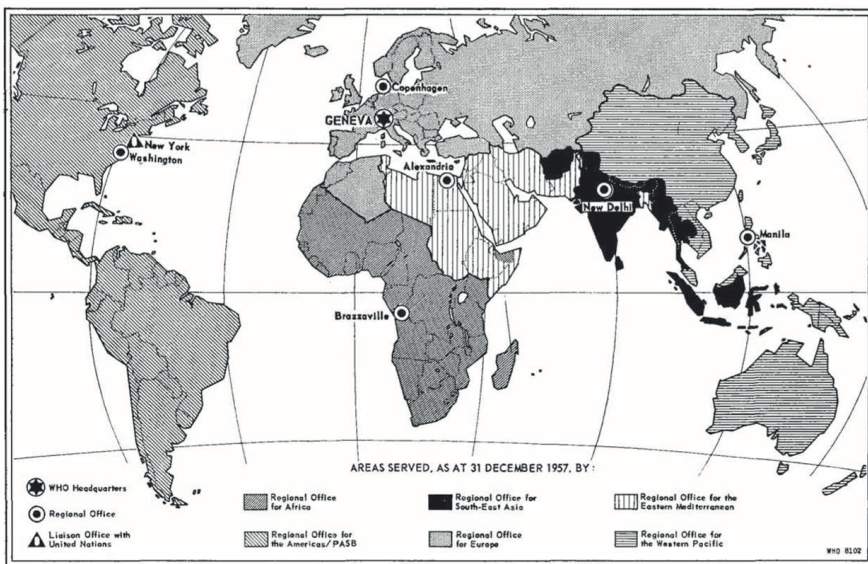 Copenhagen
GENEVA
New York
Washington
Alexandria
New Delhi
Manila
Brazzaville
AREAS SERVED, AS AT 31 DECEMBER 1957, BY:
WHO Headquarters
Regional Office
Liaison Office with
United Nations
Regional Office
for Africa
Regional Office for
the Americas/PASB
Regional Office for
South-East Asia
Regional Office
for Europe
Regional Office for the
Eastern Mediterranean
Regional Office for
the Western Pacific
WHO 8102